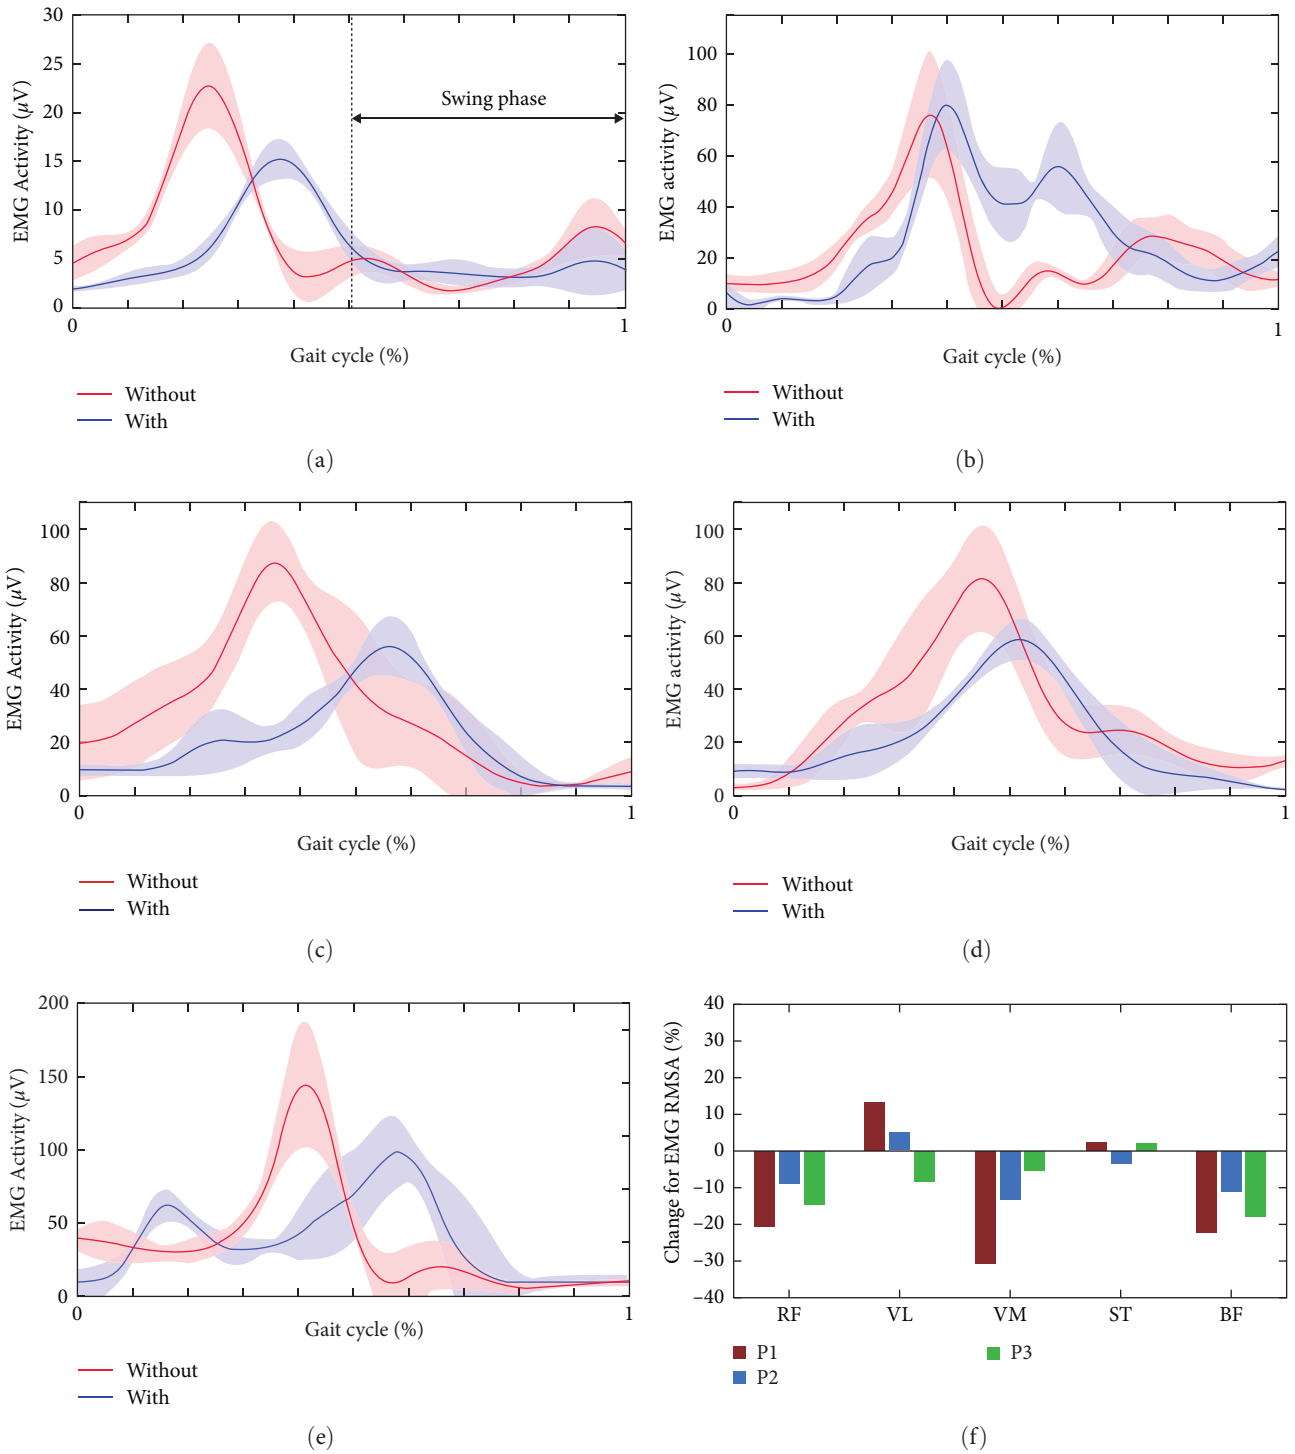 30
25
20
15
10
5
0
EMG Activity (μV)
Swing phase
0
1
Gait cycle (%)
Without
With
(a)
100
80
60
40
20
0
EMG activity (μV)
0
1
Gait cycle (%)
Without
With
(b)
100
80
60
40
20
0
EMG Activity (μV)
0
1
Gait cycle (%)
Without
With
(c)
100
80
60
40
20
0
EMG activity (μV)
0
1
Gait cycle (%)
Without
With
(d)
200
150
100
50
0
EMG Activity (μV)
0
1
Gait cycle (%)
Without
With
(e)
40
30
20
10
0
−10
−20
−30
−40
Change for EMG RMSA (%)
RF VL VM ST BF
P1 P3
P2
(f)